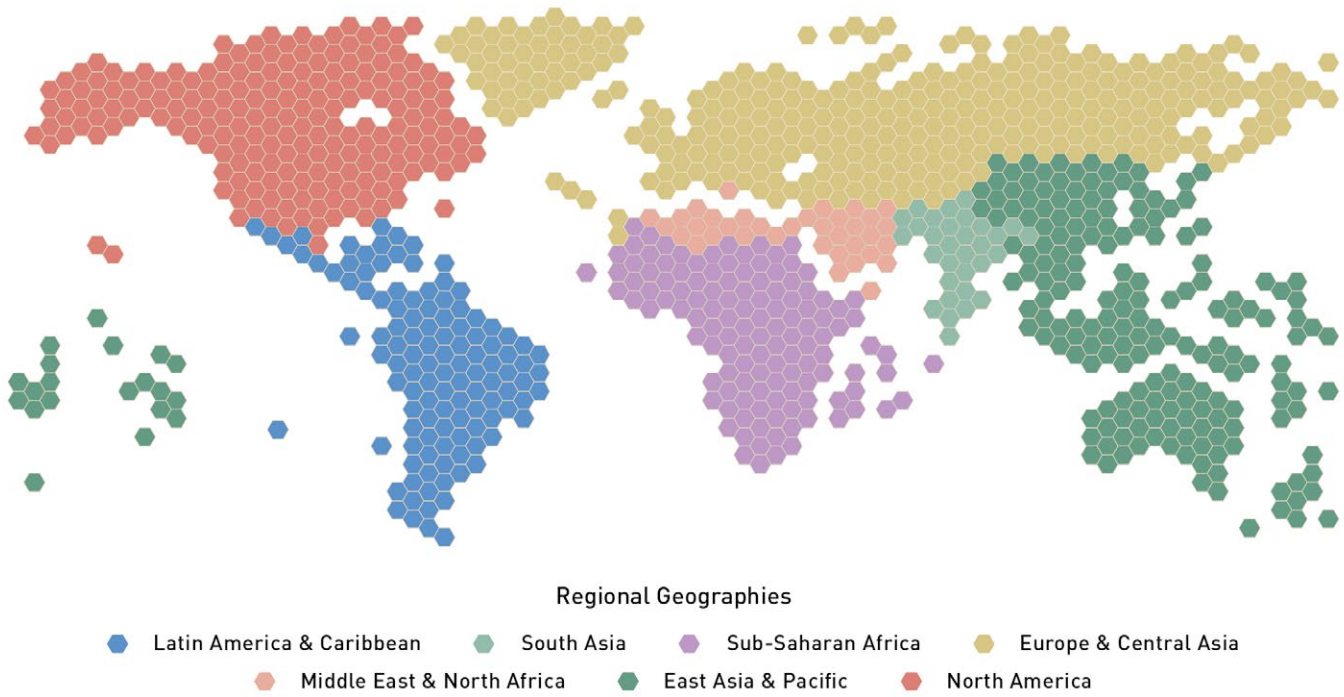 Regional Geographies
Latin America & Caribbean South Asia Sub-Saharan Africa Europe & Central Asia
Middle East & North Africa East Asia & Pacific North America